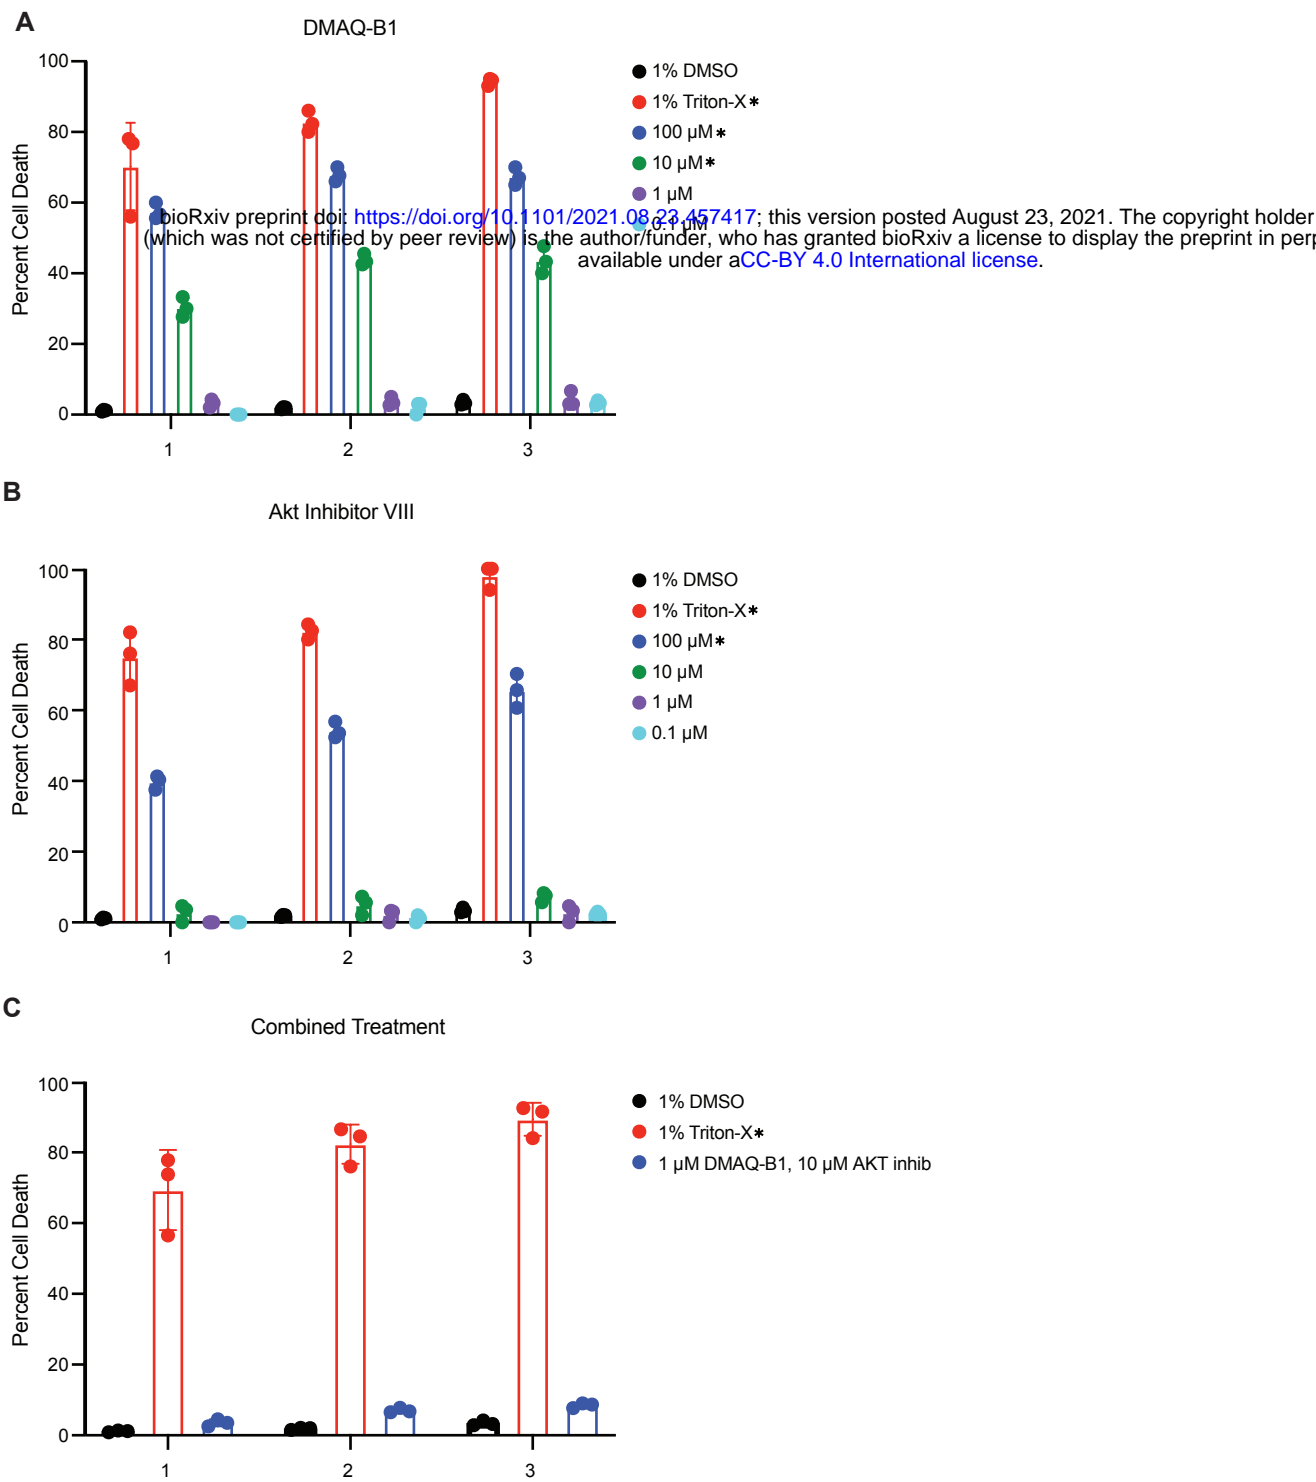 A
DMAQ-B1
Percent Cell Death
100
80
60
40
20
0
1
2
3
1% DMSO
1% Triton-X*
100 µM*
10 µM*
1 µM
0.1 µM
bioRxiv preprint doi: https://doi.org/10.1101/2021.08.23.457417; this version posted August 23, 2021. The copyright holder
(which was not certified by peer review) is the author/funder, who has granted bioRxiv a license to display the preprint in perp
available under aCC-BY 4.0 International license.
B
Akt Inhibitor VIII
Percent Cell Death
100
80
60
40
20
0
1
2
3
1% DMSO
1% Triton-X*
100 µM*
10 µM
1 µM
0.1 µM
C
Combined Treatment
Percent Cell Death
100
80
60
40
20
0
1
2
3
1% DMSO
1% Triton-X*
1 µM DMAQ-B1, 10 µM AKT inhib